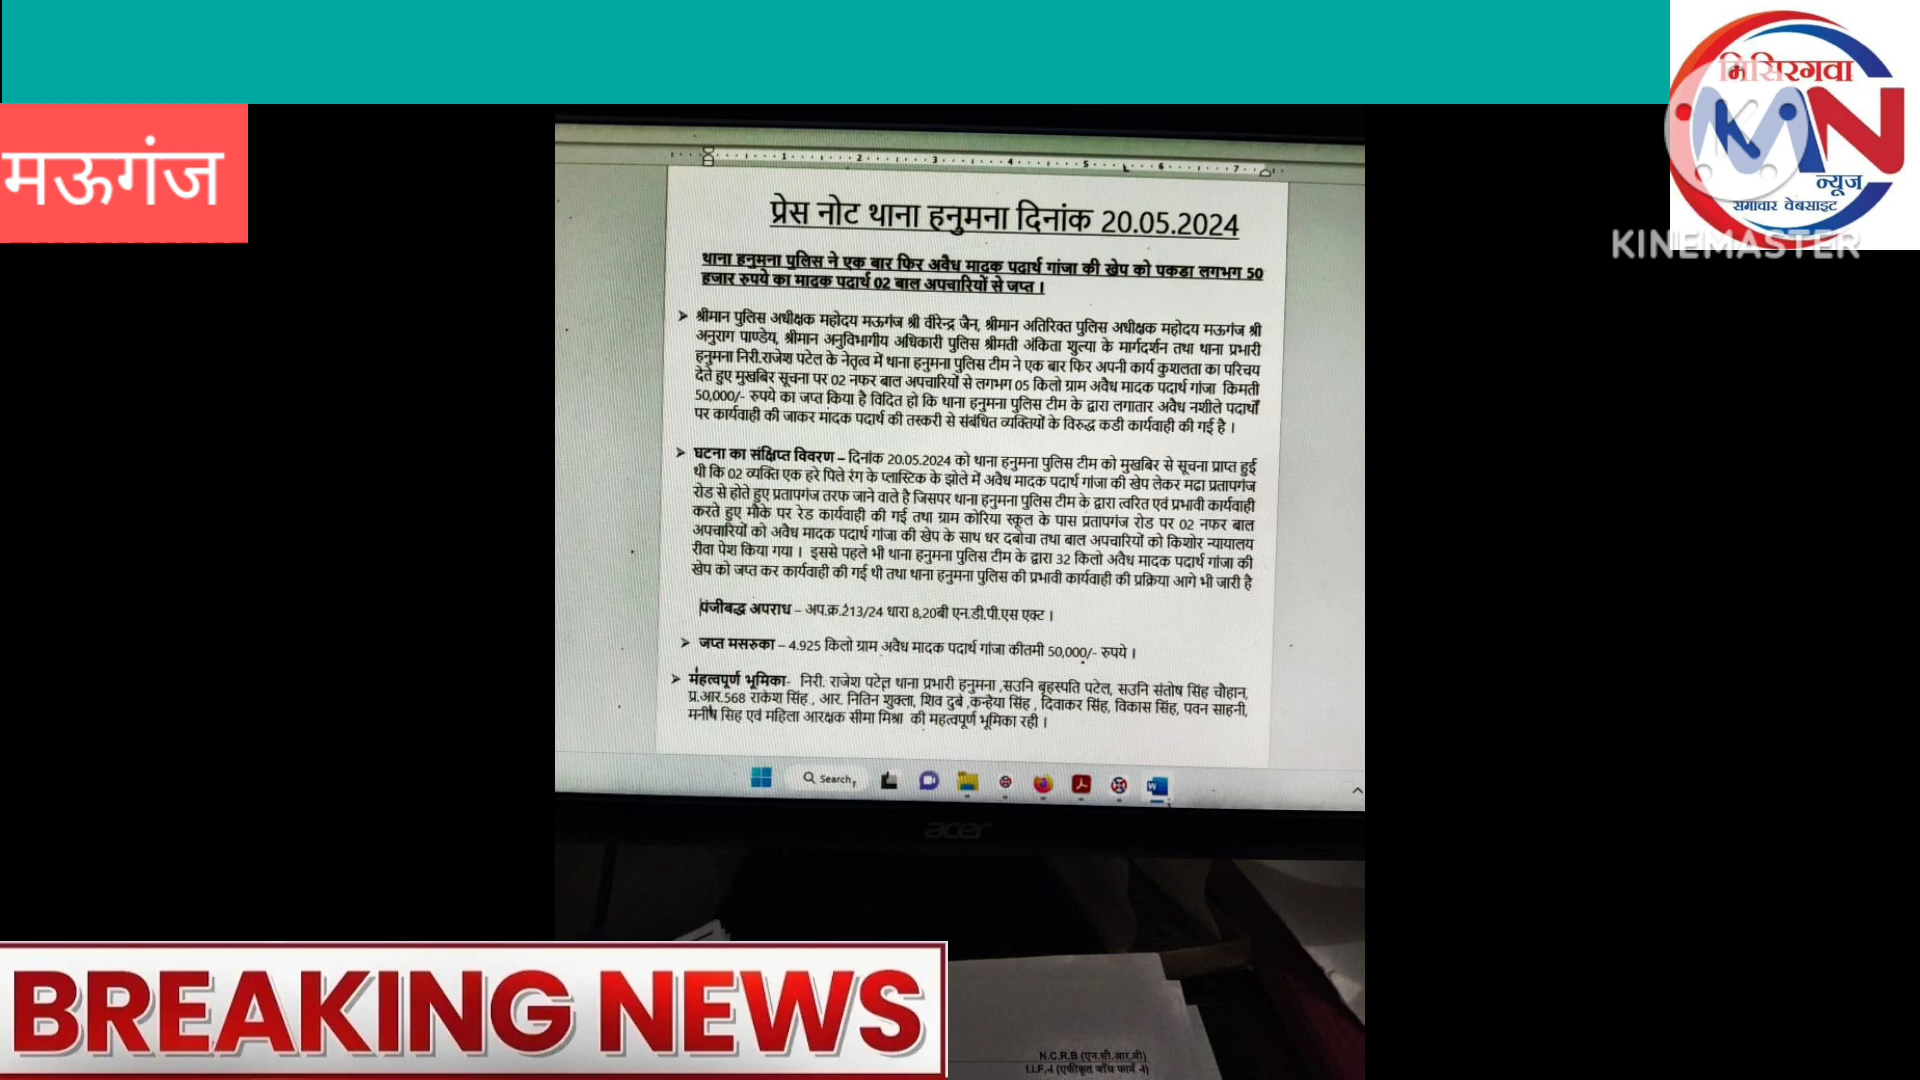 मिसिरगवा
MN
न्यूज
समाचार वेबसाइट
KINEMASTER
मऊगंज
प्रेस नोट थाना हनुमना दिनांक 20.05.2024
थाना हनुमना पुलिस ने एक बार फिर अवैध मादक पदार्थ गांजा की खेप को पकडा लगभग 50
हजार रुपये का मादक पदार्थ 02 बाल अपचारियों से जप्त ।
➤ श्रीमान पुलिस अधीक्षक महोदय मऊगंज श्री वीरेन्द्र जैन, श्रीमान अतिरिक्त पुलिस अधीक्षक महोदय मऊगंज श्री
अनुराग पाण्डेय, श्रीमान अनुविभागीय अधिकारी पुलिस श्रीमती अंकिता शुल्या के मार्गदर्शन तथा थाना प्रभारी
हनुमना निरी.राजेश पटेल के नेतृत्व में थाना हनुमना पुलिस टीम ने एक बार फिर अपनी कार्य कुशलता का परिचय
देते हुए मुखबिर सूचना पर 02 नफर बाल अपचारियों से लगभग 05 किलो ग्राम अवैध मादक पदार्थ गांजा किमती
50,000/- रुपये का जप्त किया है विदित हो कि थाना हनुमना पुलिस टीम के द्वारा लगातार अवैध नशीले पदार्थों
पर कार्यवाही की जाकर मादक पदार्थ की तस्करी से संबंधित व्यक्तियों के विरुद्ध कडी कार्यवाही की गई है ।
➤ घटना का संक्षिप्त विवरण – दिनांक 20.05.2024 को थाना हनुमना पुलिस टीम को मुखबिर से सूचना प्राप्त हुई
थी कि 02 व्यक्ति एक हरे पिले रंग के प्लास्टिक के झोले में अवैध मादक पदार्थ गांजा की खेप लेकर मढा प्रतापगंज
रोड से होते हुए प्रतापगंज तरफ जाने वाले है जिसपर थाना हनुमना पुलिस टीम के द्वारा त्वरित एवं प्रभावी कार्यवाही
करते हुए मौके पर रेड कार्यवाही की गई तथा ग्राम कोरिया स्कूल के पास प्रतापगंज रोड पर 02 नफर बाल
अपचारियों को अवैध मादक पदार्थ गांजा की खेप के साथ धर दबोचा तथा बाल अपचारियों को किशोर न्यायालय
रीवा पेश किया गया । इससे पहले भी थाना हनुमना पुलिस टीम के द्वारा 32 किलो अवैध मादक पदार्थ गांजा की
खेप को जप्त कर कार्यवाही की गई थी तथा थाना हनुमना पुलिस की प्रभावी कार्यवाही की प्रक्रिया आगे भी जारी है
पंजीबद्ध अपराध – अप.क्र.213/24 धारा 8,20बी एन.डी.पी.एस एक्ट ।
➤ जप्त मसरुका – 4.925 किलो ग्राम अवैध मादक पदार्थ गांजा कीतमी 50,000/- रुपये ।
➤ महत्वपूर्ण भूमिका- निरी. राजेश पटेल थाना प्रभारी हनुमना ,सउनि बृहस्पति पटेल, सउनि संतोष सिंह चौहान,
प्र.आर.568 राकेश सिंह , आर. नितिन शुक्ला, शिव दुबे ,कन्हैया सिंह , दिवाकर सिंह, विकास सिंह, पवन साहनी,
मनीष सिह एवं महिला आरक्षक सीमा मिश्रा की महत्वपूर्ण भूमिका रही ।
Search
acer
BREAKING NEWS
N.C.R.B (एन.सी.आर.बी)
I.I.F.-I (एकीकृत जाँच फार्म -I)